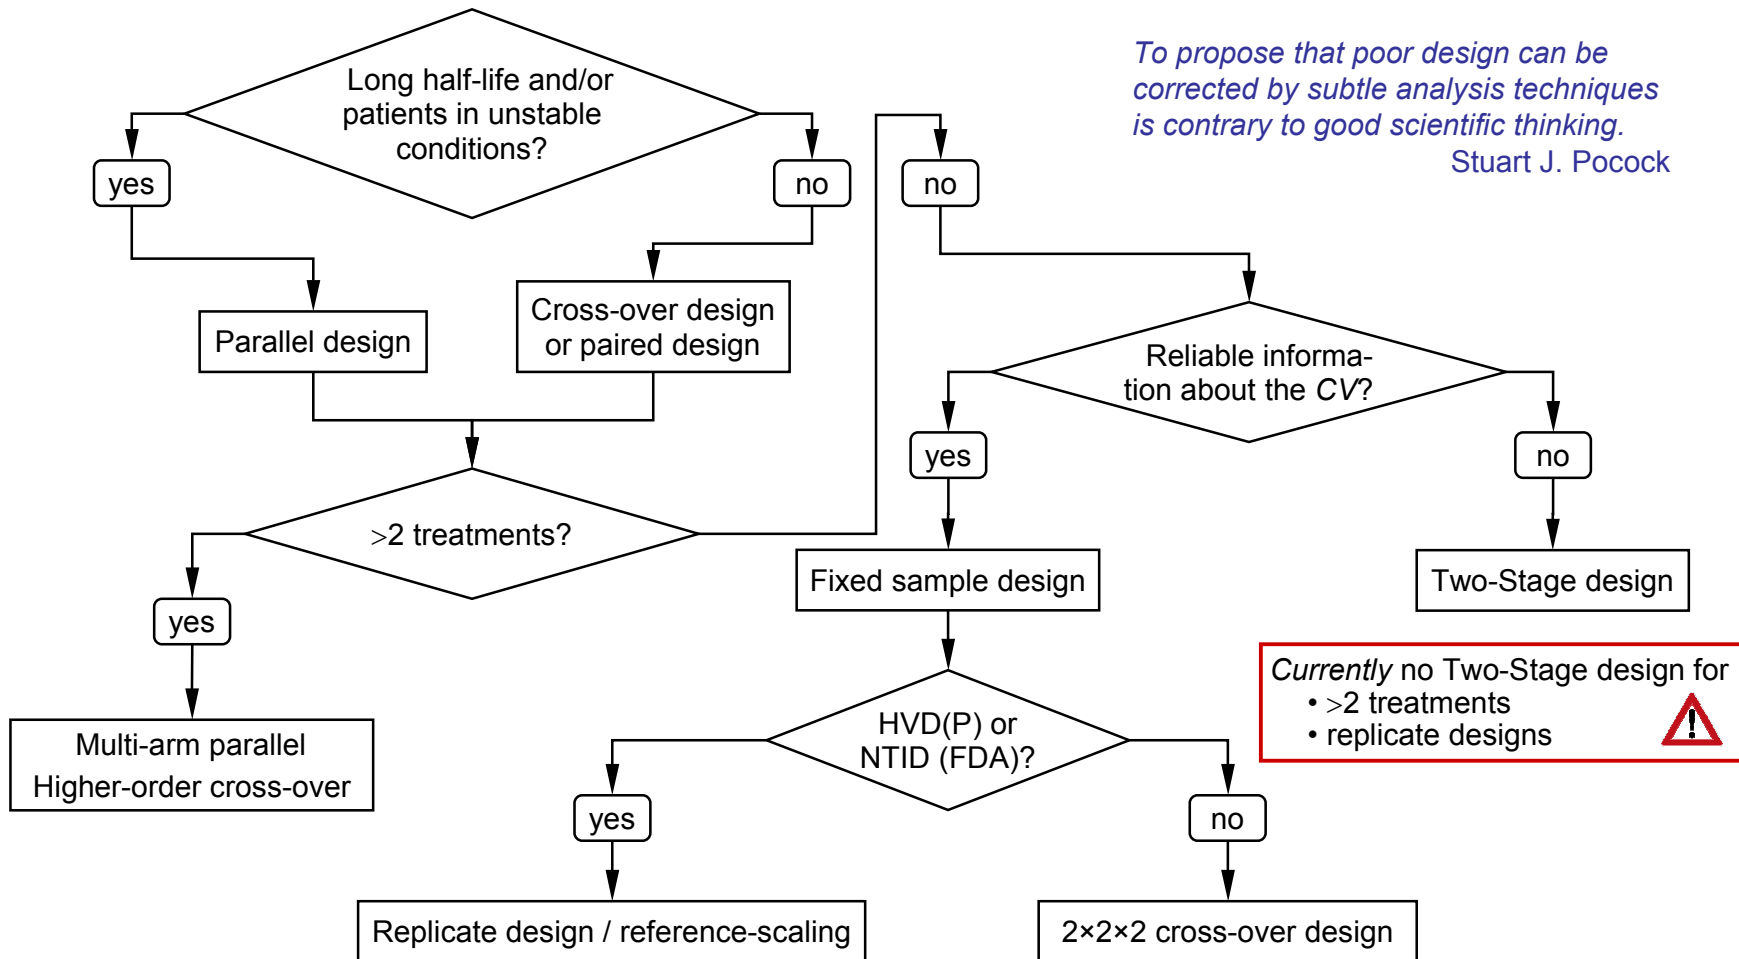 Long half-life and/or
patients in unstable
conditions?
yes
no
Parallel design
Cross-over design
or paired design
>2 treatments?
yes
Multi-arm parallel
Higher-order cross-over
To propose that poor design can be
corrected by subtle analysis techniques
is contrary to good scientific thinking.
Stuart J. Pocock
no
Reliable informa-
tion about the CV?
yes
no
Fixed sample design
Two-Stage design
Currently no Two-Stage design for
• >2 treatments
• replicate designs
!
HVD(P) or
NTID (FDA)?
yes
no
Replicate design / reference-scaling
2×2×2 cross-over design